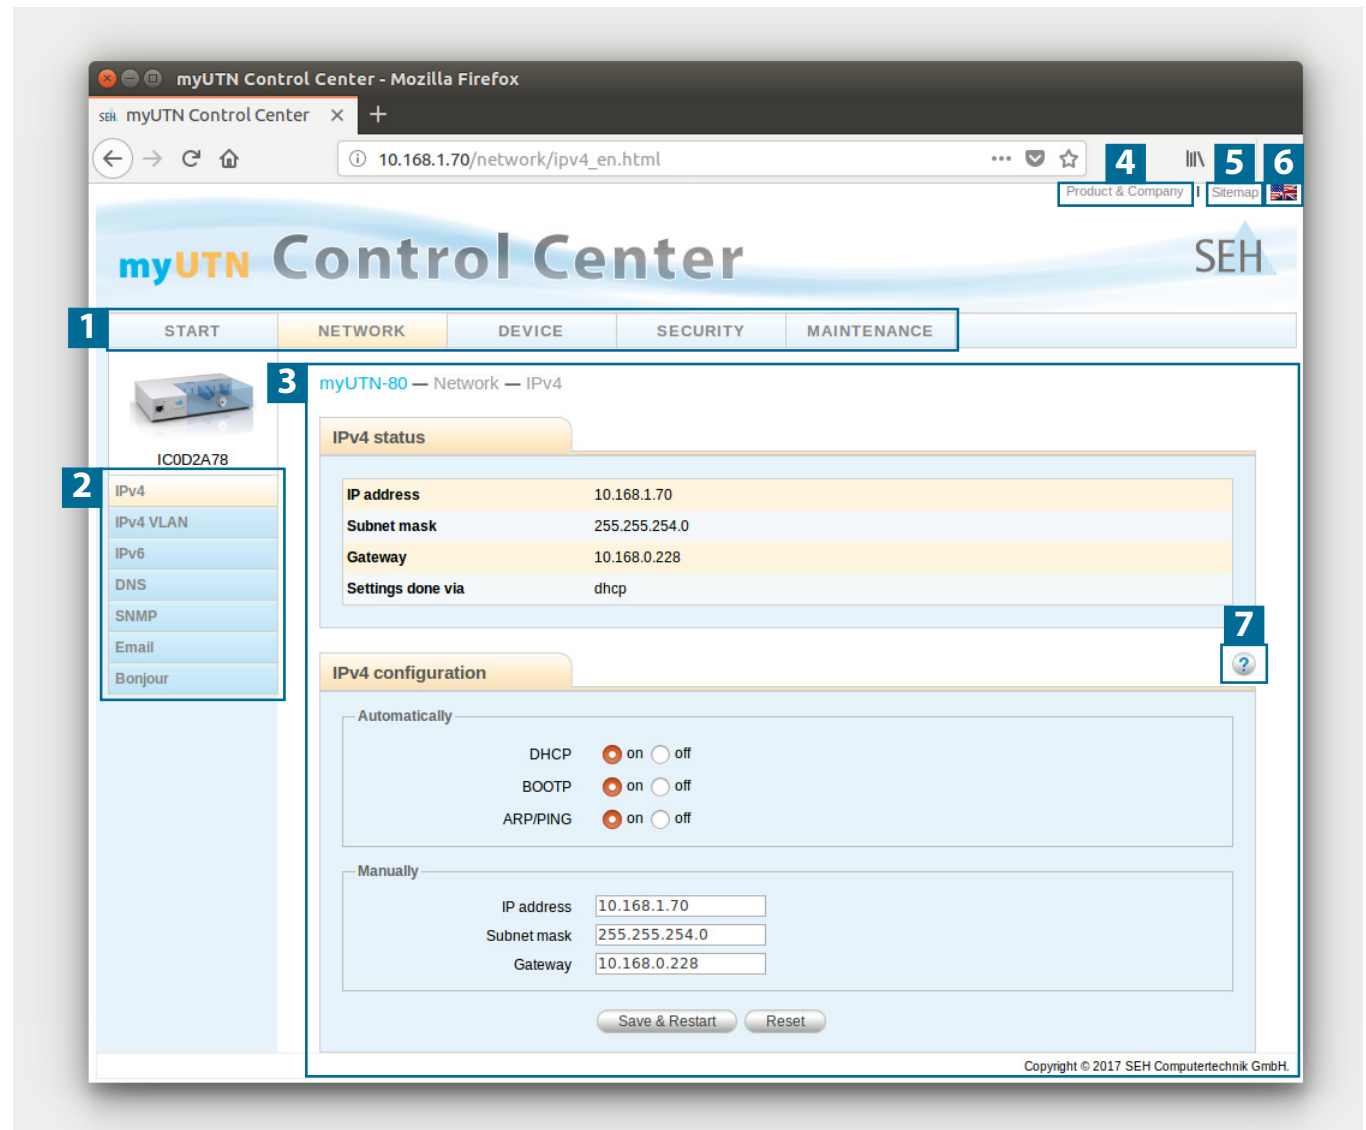 myUTN Control Center - Mozilla Firefox
SEH myUTN Control Center
10.168.1.70/network/ipv4_en.html
4 5 6
Product & Company | Sitemap
myUTN Control Center
SEH
1
START NETWORK DEVICE SECURITY MAINTENANCE
3
myUTN-80 — Network — IPv4
IC0D2A78
2
IPv4
IPv4 VLAN
IPv6
DNS
SNMP
Email
Bonjour
IPv4 status
IP address 10.168.1.70
Subnet mask 255.255.254.0
Gateway 10.168.0.228
Settings done via dhcp
7
?
IPv4 configuration
Automatically
DHCP on off
BOOTP on off
ARP/PING on off
Manually
IP address 10.168.1.70
Subnet mask 255.255.254.0
Gateway 10.168.0.228
Save & Restart Reset
Copyright © 2017 SEH Computertechnik GmbH.